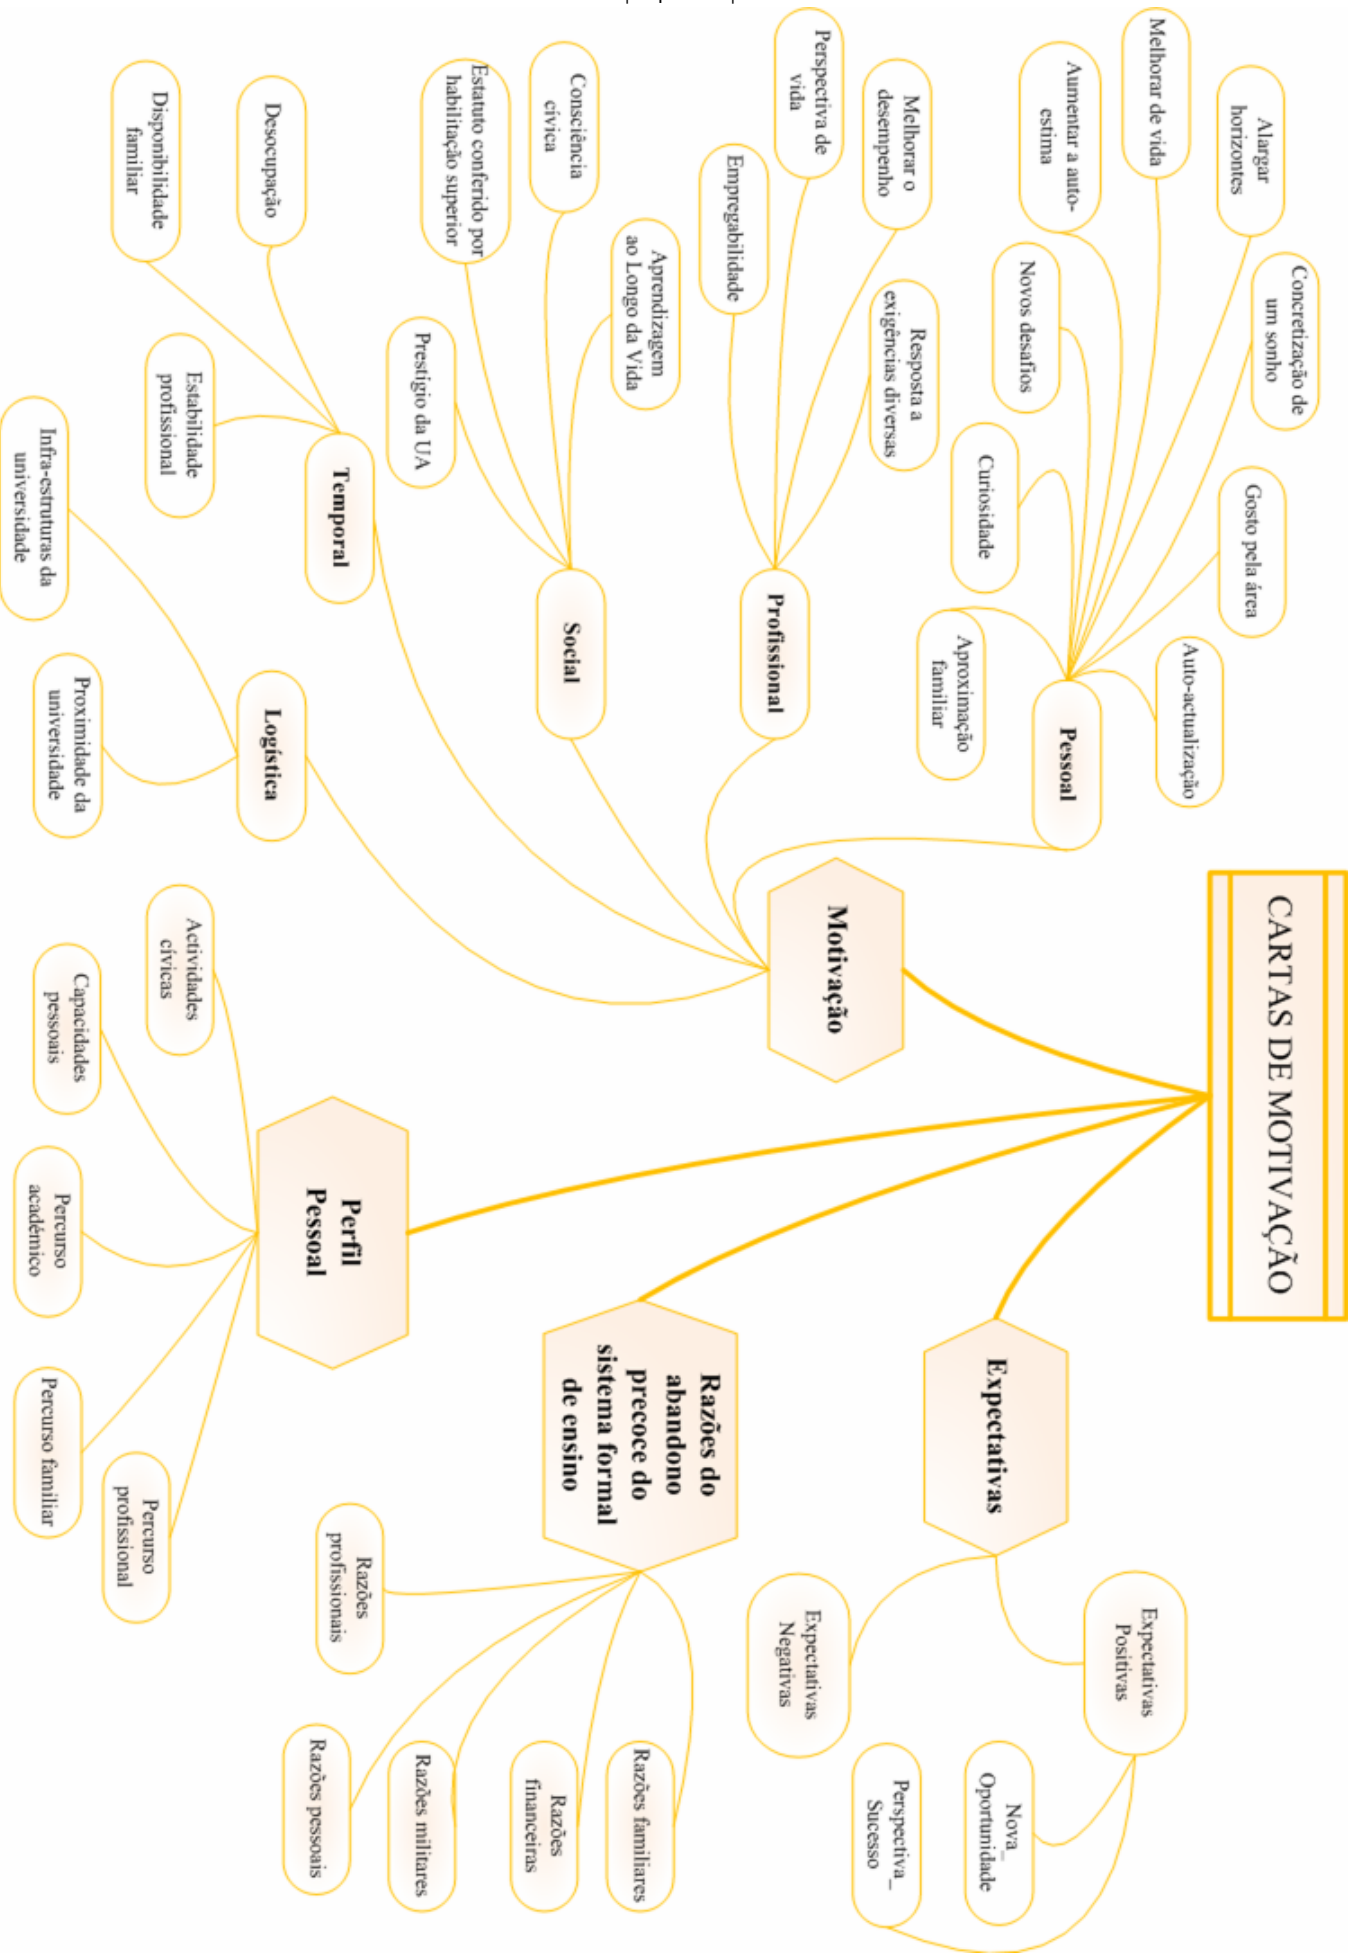 CARTAS DE MOTIVAÇÃO
Motivação
Pessoal
Alargar
horizontes
Melhorar de vida
Aumentar a auto-
estima
Concretização de
um sonho
Novos desafios
Gosto pela área
Curiosidade
Auto-actualização
Aproximação
familiar
Profissional
Melhorar o
desempenho
Perspectiva de
vida
Empregabilidade
Resposta a
exigências diversas
Social
Consciência
cívica
Estatuto conferido por
habilitação superior
Aprendizagem
ao Longo da Vida
Prestígio da UA
Temporal
Desocupação
Disponibilidade
familiar
Estabilidade
profissional
Logística
Infra-estruturas da
universidade
Proximidade da
universidade
Expectativas
Expectativas
Positivas
Expectativas
Negativas
Nova_
Oportunidade
Perspectiva_
Sucesso
Razões do
abandono
precoce do
sistema formal
de ensino
Razões familiares
Razões
financeiras
Razões militares
Razões pessoais
Razões
profissionais
Perfil
Pessoal
Actividades
cívicas
Capacidades
pessoais
Percurso
académico
Percurso familiar
Percurso
profissional